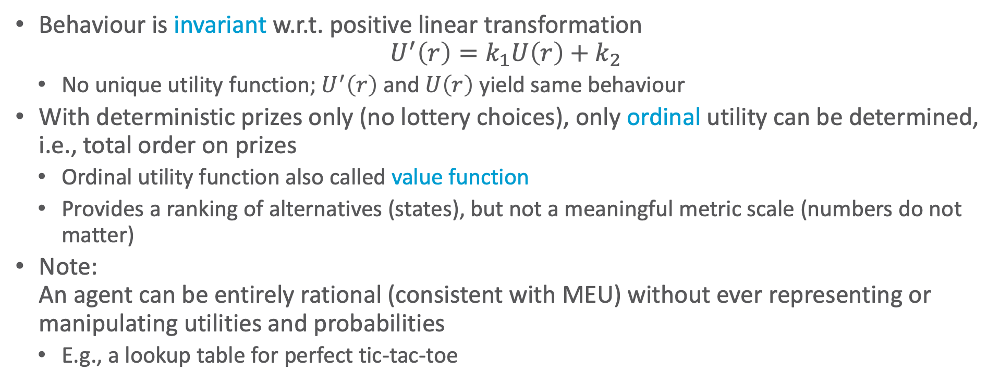 • Behaviour is invariant w.r.t. positive linear transformation
U′(r) = k₁U(r) + k₂
• No unique utility function; U′(r) and U(r) yield same behaviour
• With deterministic prizes only (no lottery choices), only ordinal utility can be determined,
i.e., total order on prizes
• Ordinal utility function also called value function
• Provides a ranking of alternatives (states), but not a meaningful metric scale (numbers do not
matter)
• Note:
An agent can be entirely rational (consistent with MEU) without ever representing or
manipulating utilities and probabilities
• E.g., a lookup table for perfect tic-tac-toe